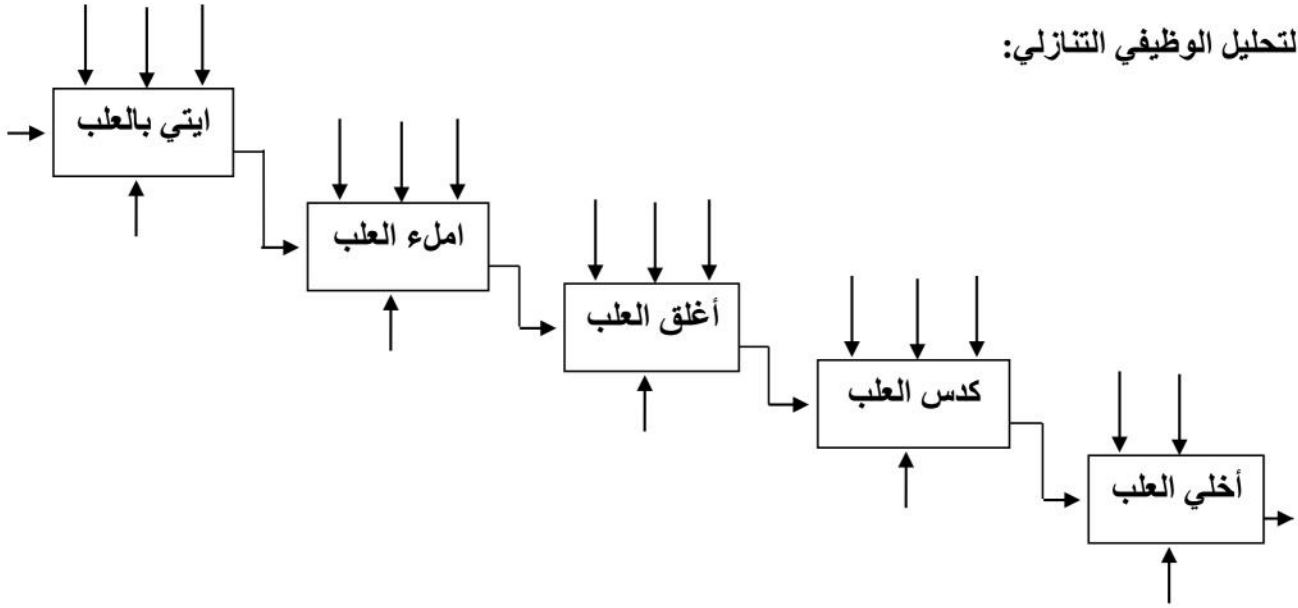 لتحليل الوظيفي التنازلي:
ايتي بالعلب
املء العلب
أغلق العلب
كدس العلب
أخلي العلب